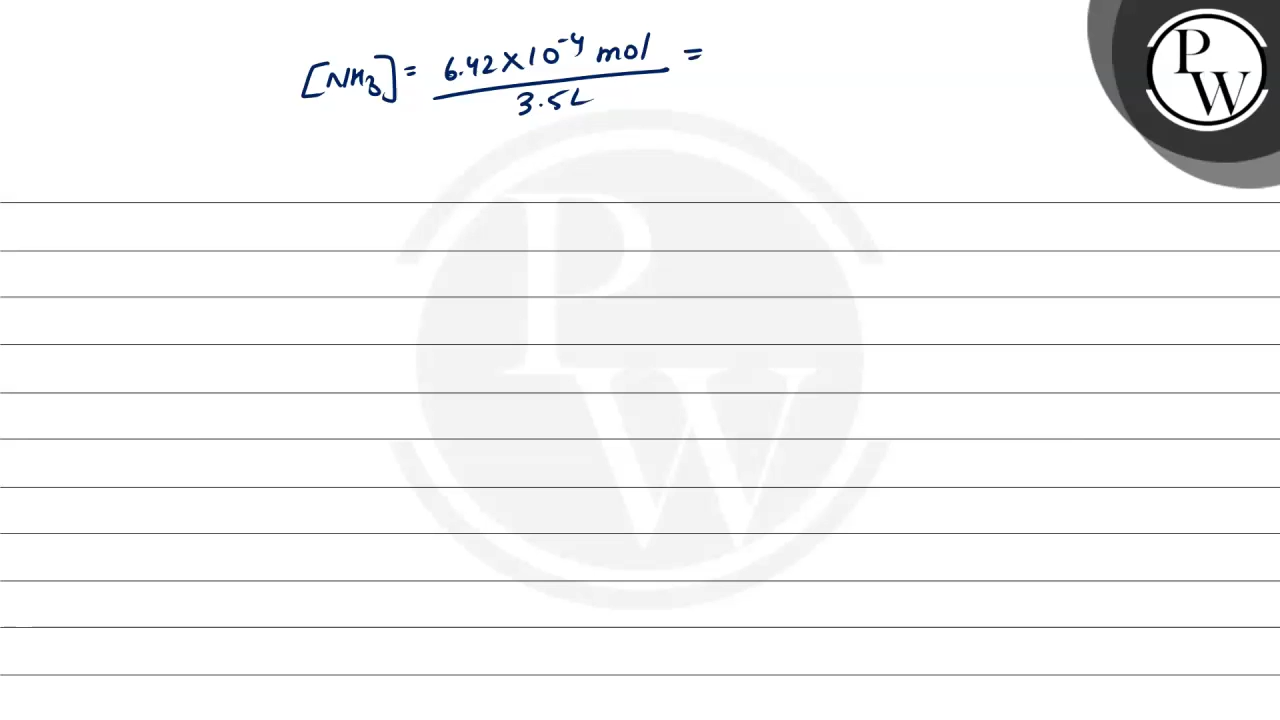 [NH₃] = 6.42 × 10⁻⁴ mol / 3.5L =
P
W
P
W